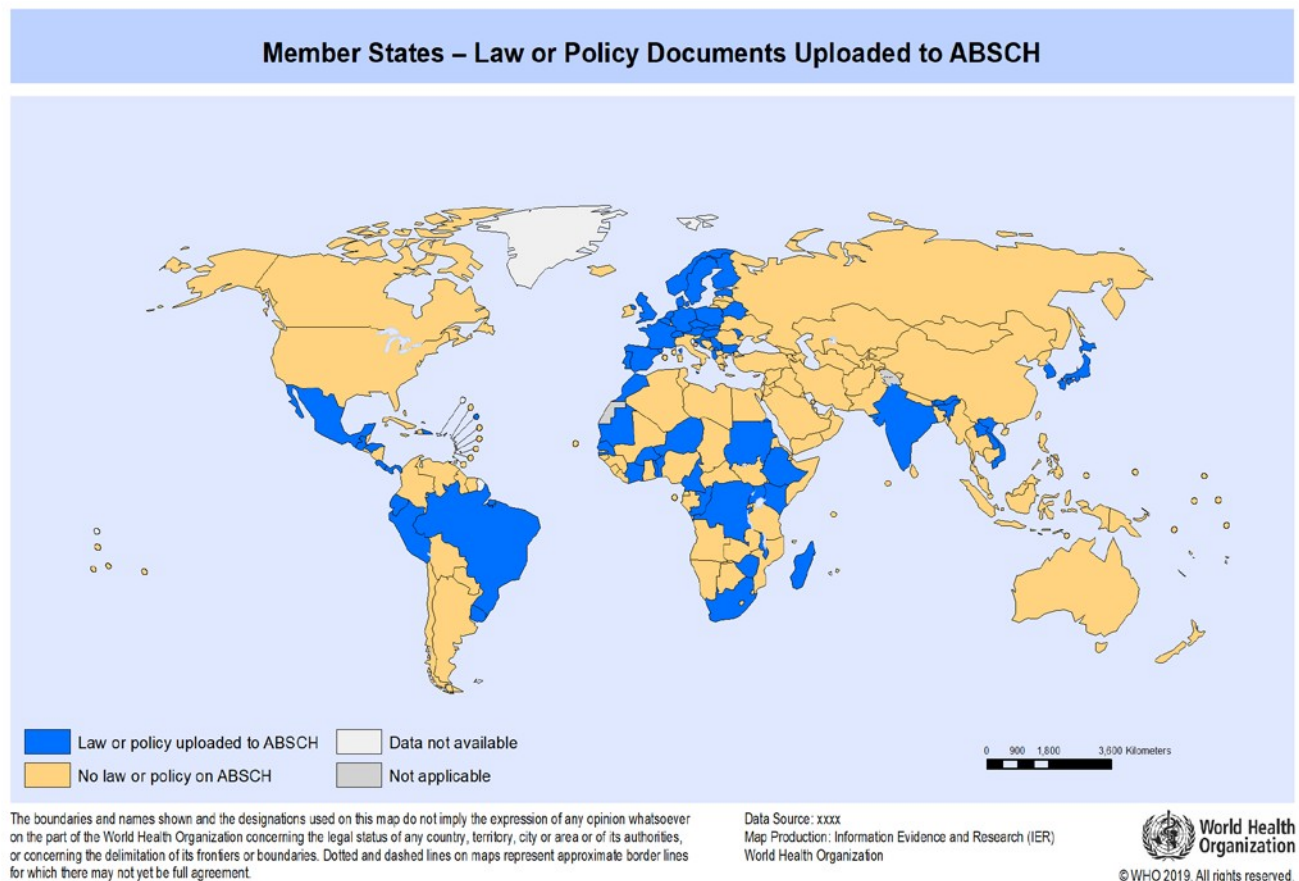 Member States – Law or Policy Documents Uploaded to ABSCH
Law or policy uploaded to ABSCH
Data not available
No law or policy on ABSCH
Not applicable
0 900 1,800 3,600 Kilometers
The boundaries and names shown and the designations used on this map do not imply the expression of any opinion whatsoever
on the part of the World Health Organization concerning the legal status of any country, territory, city or area or of its authorities,
or concerning the delimitation of its frontiers or boundaries. Dotted and dashed lines on maps represent approximate border lines
for which there may not yet be full agreement.
Data Source: xxxx
Map Production: Information Evidence and Research (IER)
World Health Organization
World Health
Organization
© WHO 2019. All rights reserved.